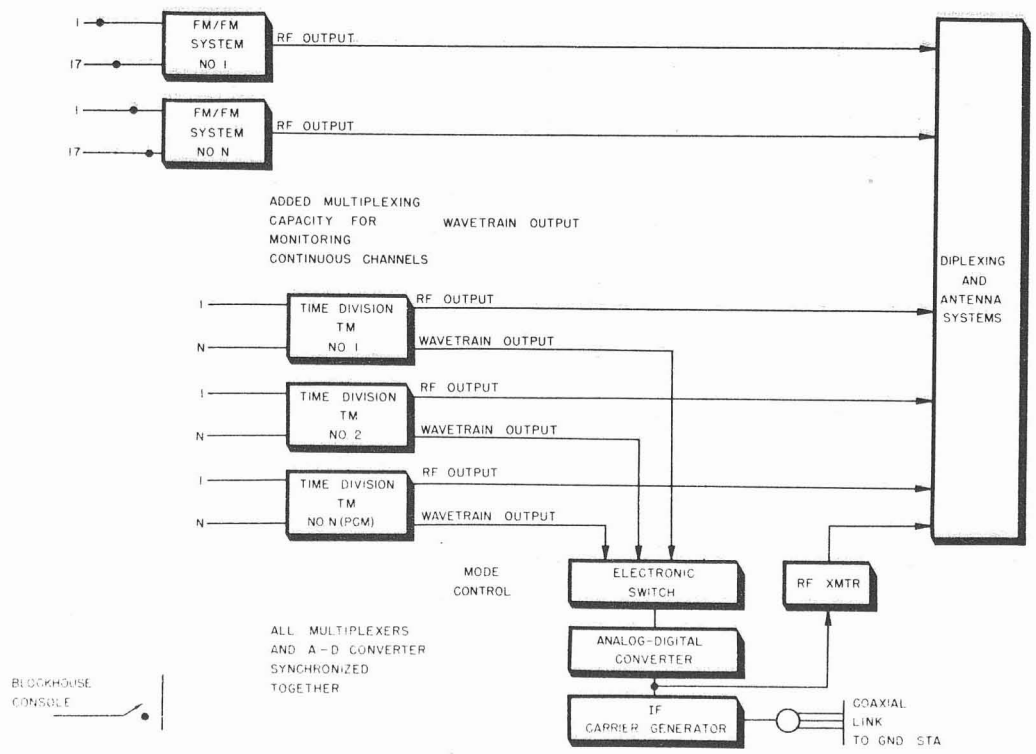 1
FM/FM
SYSTEM
NO. 1
RF OUTPUT
17
1
FM/FM
SYSTEM
NO. N
RF OUTPUT
17
ADDED MULTIPLEXING
CAPACITY FOR
MONITORING
CONTINUOUS CHANNELS
WAVETRAIN OUTPUT
DIPLEXING
AND
ANTENNA
SYSTEMS
1
TIME DIVISION
TM
NO. 1
RF OUTPUT
N
WAVETRAIN OUTPUT
1
TIME DIVISION
TM
NO. 2
RF OUTPUT
N
WAVETRAIN OUTPUT
1
TIME DIVISION
TM
NO. N (PCM)
RF OUTPUT
N
WAVETRAIN OUTPUT
MODE
CONTROL
ELECTRONIC
SWITCH
RF XMTR
ALL MULTIPLEXERS
AND A-D CONVERTER
SYNCHRONIZED
TOGETHER
ANALOG-DIGITAL
CONVERTER
BLOCKHOUSE
CONSOLE
IF
CARRIER GENERATOR
COAXIAL
LINK
TO GND STA